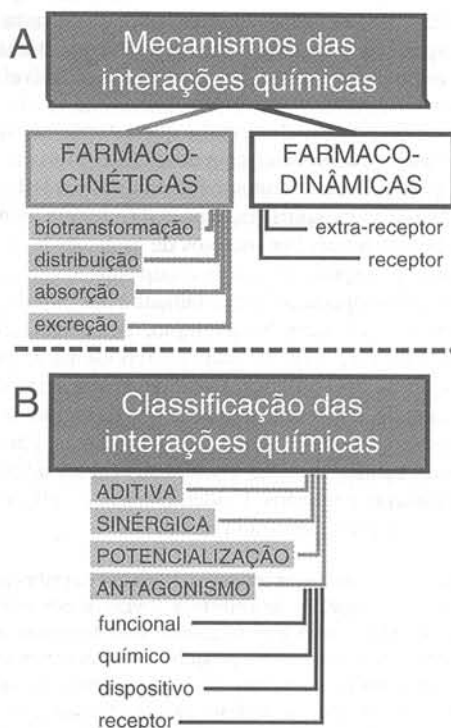 A
Mecanismos das
interações químicas
FARMACO-
CINÉTICAS
FARMACO-
DINÂMICAS
biotransformação
distribuição
absorção
excreção
extra-receptor
receptor
B
Classificação das
interações químicas
ADITIVA
SINÉRGICA
POTENCIALIZAÇÃO
ANTAGONISMO
funcional
químico
dispositivo
receptor